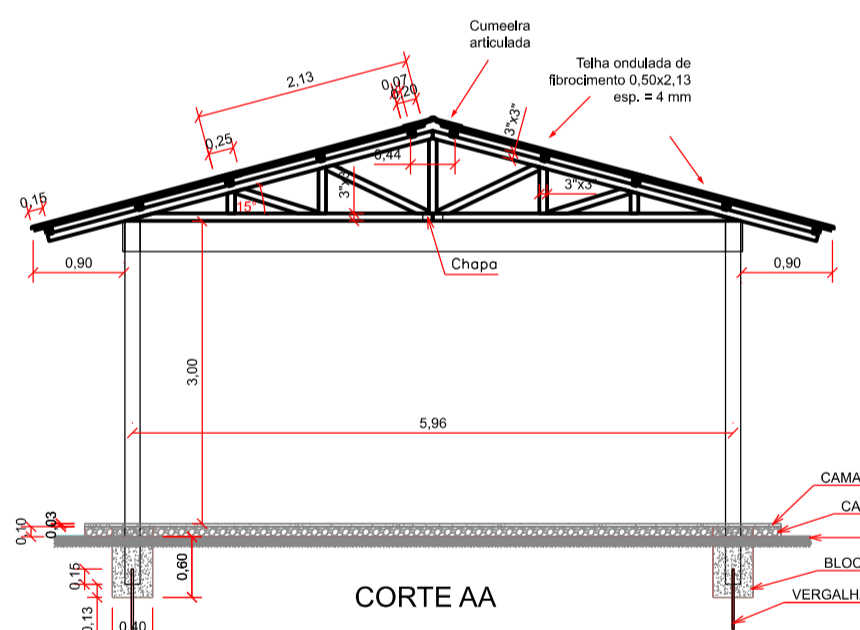 Cumeeira
articulada
Telha ondulada de
fibrocimento 0,50x2,13
esp. = 4 mm
2,13
0,07
0,20
0,25
3"x3"
0,44
0,15
15°
3"x3"
3"x3"
0,90
Chapa
0,90
3,00
5,96
CAMA
CA
0,10
0,03
0,60
0,15
BLOC
VERGALH
CORTE AA
0,13
0,40